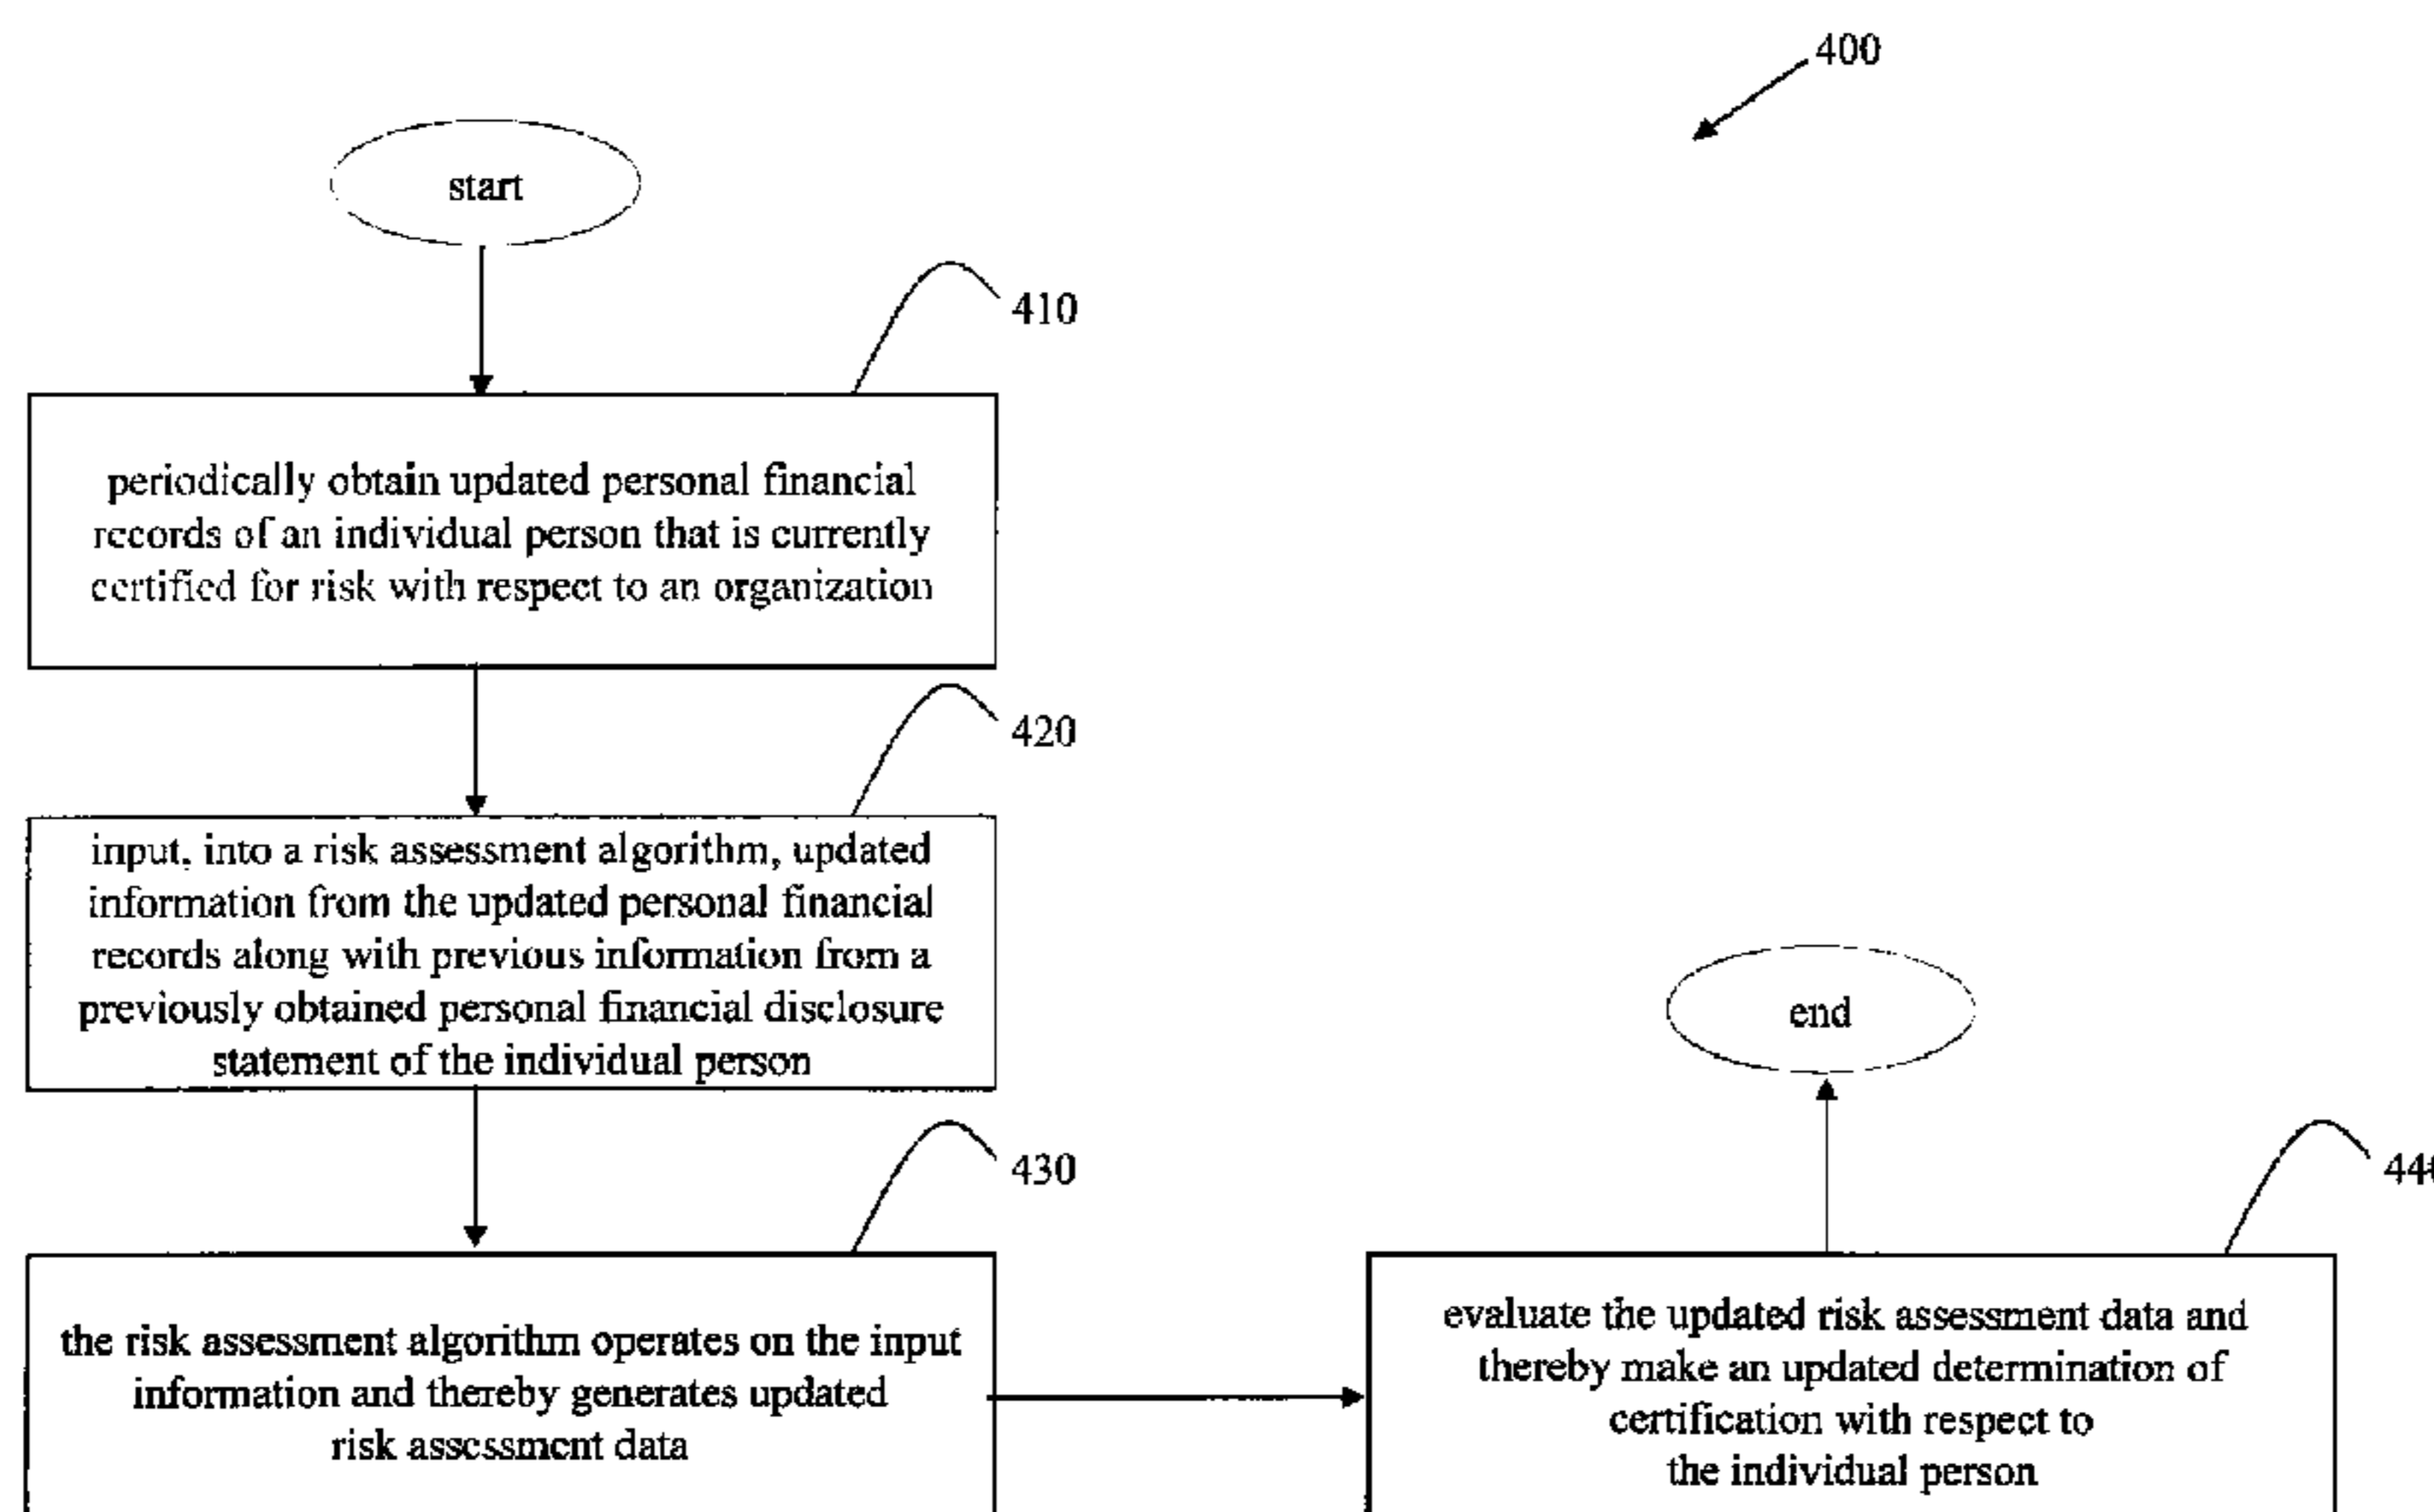 400
start
410
periodically obtain updated personal financial
records of an individual person that is currently
certified for risk with respect to an organization
420
input, into a risk assessment algorithm, updated
information from the updated personal financial
records along with previous information from a
previously obtained personal financial disclosure
statement of the individual person
430
the risk assessment algorithm operates on the input
information and thereby generates updated
risk assessment data
440
evaluate the updated risk assessment data and
thereby make an updated determination of
certification with respect to
the individual person
end